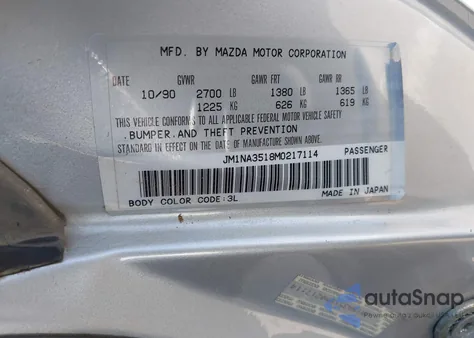 MFD. BY MAZDA MOTOR CORPORATION
DATE GVWR GAWR FRT GAWR RR
10/90 2700 LB 1380 LB 1365 LB
1225 KG 626 KG 619 KG
THIS VEHICLE CONFORMS TO ALL APPLICABLE FEDERAL MOTOR VEHICLE SAFETY
.BUMPER.AND THEFT PREVENTION
STANDARDS IN EFFECT ON THE DATE OF MANUFACTURE SHOWN ABOVE.
JM1NA3518M0217114 PASSENGER
BODY COLOR CODE:3L MADE IN JAPAN
autoSnap